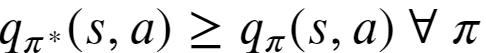 q_{π*}(s, a) ≥ q_π(s, a) ∀ π